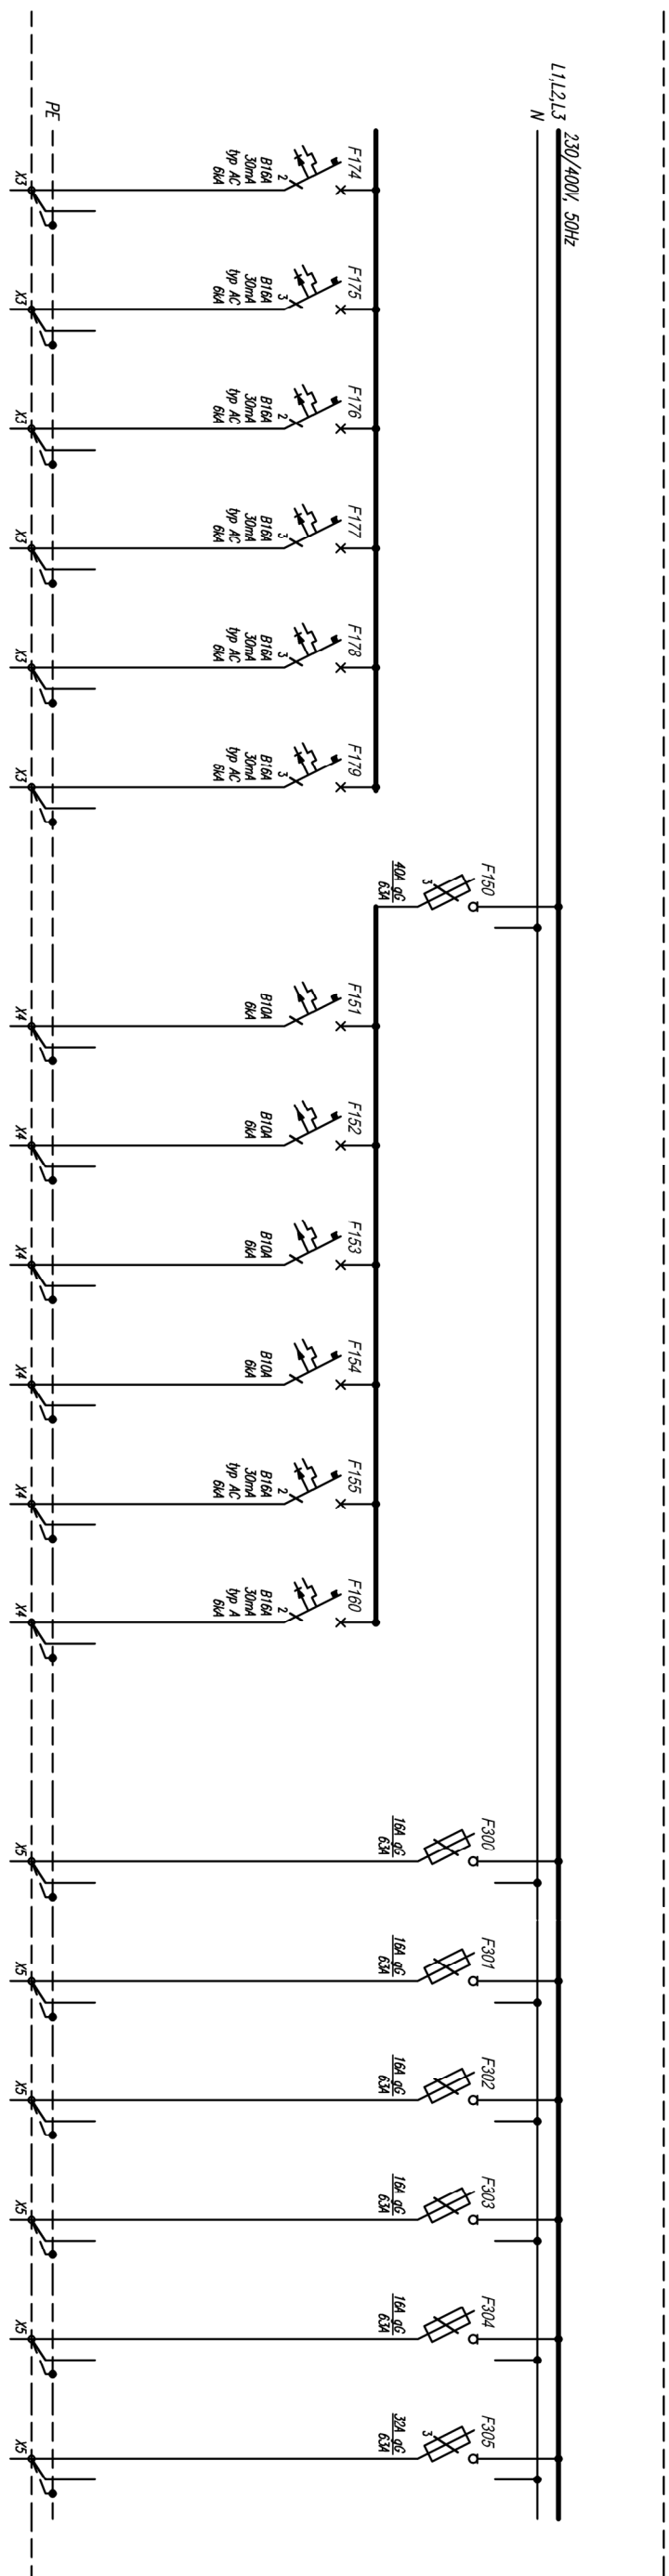 L1,L2,L3 230/400V, 50Hz
N
PE
F174
2
B16A
30mA
typ AC
6kA
X3
F175
3
B16A
30mA
typ AC
6kA
X3
F176
2
B16A
30mA
typ AC
6kA
X3
F177
3
B16A
30mA
typ AC
6kA
X3
F178
3
B16A
30mA
typ AC
6kA
X3
F179
3
B16A
30mA
typ AC
6kA
X3
F150
3
40A gG
63A
F151
B10A
6kA
X4
F152
B10A
6kA
X4
F153
B10A
6kA
X4
F154
B10A
6kA
X4
F155
2
B16A
30mA
typ AC
6kA
X4
F160
2
B16A
30mA
typ A
6kA
X4
F300
16A gG
63A
X5
F301
16A gG
63A
X5
F302
16A gG
63A
X5
F303
16A gG
63A
X5
F304
16A gG
63A
X5
F305
3
32A gG
63A
X5